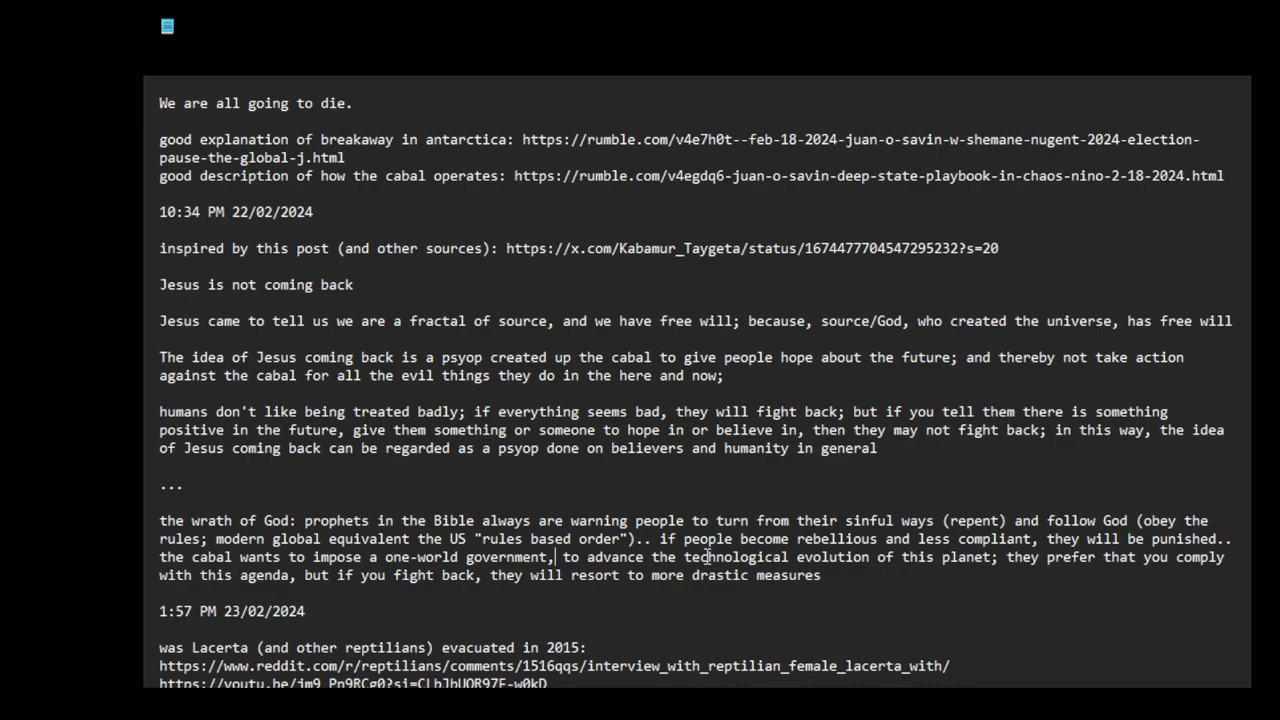 We are all going to die.
good explanation of breakaway in antarctica: https://rumble.com/v4e7h0t--feb-18-2024-juan-o-savin-w-shemane-nugent-2024-election-
pause-the-global-j.html
good description of how the cabal operates: https://rumble.com/v4egdq6-juan-o-savin-deep-state-playbook-in-chaos-nino-2-18-2024.html
10:34 PM 22/02/2024
inspired by this post (and other sources): https://x.com/Kabamur_Taygeta/status/1674477704547295232?s=20
Jesus is not coming back
Jesus came to tell us we are a fractal of source, and we have free will; because, source/God, who created the universe, has free will
The idea of Jesus coming back is a psyop created up the cabal to give people hope about the future; and thereby not take action
against the cabal for all the evil things they do in the here and now;
humans don't like being treated badly; if everything seems bad, they will fight back; but if you tell them there is something
positive in the future, give them something or someone to hope in or believe in, then they may not fight back; in this way, the idea
of Jesus coming back can be regarded as a psyop done on believers and humanity in general
...
the wrath of God: prophets in the Bible always are warning people to turn from their sinful ways (repent) and follow God (obey the
rules; modern global equivalent the US "rules based order").. if people become rebellious and less compliant, they will be punished..
the cabal wants to impose a one-world government, to advance the technological evolution of this planet; they prefer that you comply
with this agenda, but if you fight back, they will resort to more drastic measures
1:57 PM 23/02/2024
was Lacerta (and other reptilians) evacuated in 2015:
https://www.reddit.com/r/reptilians/comments/1516qqs/interview_with_reptilian_female_lacerta_with/